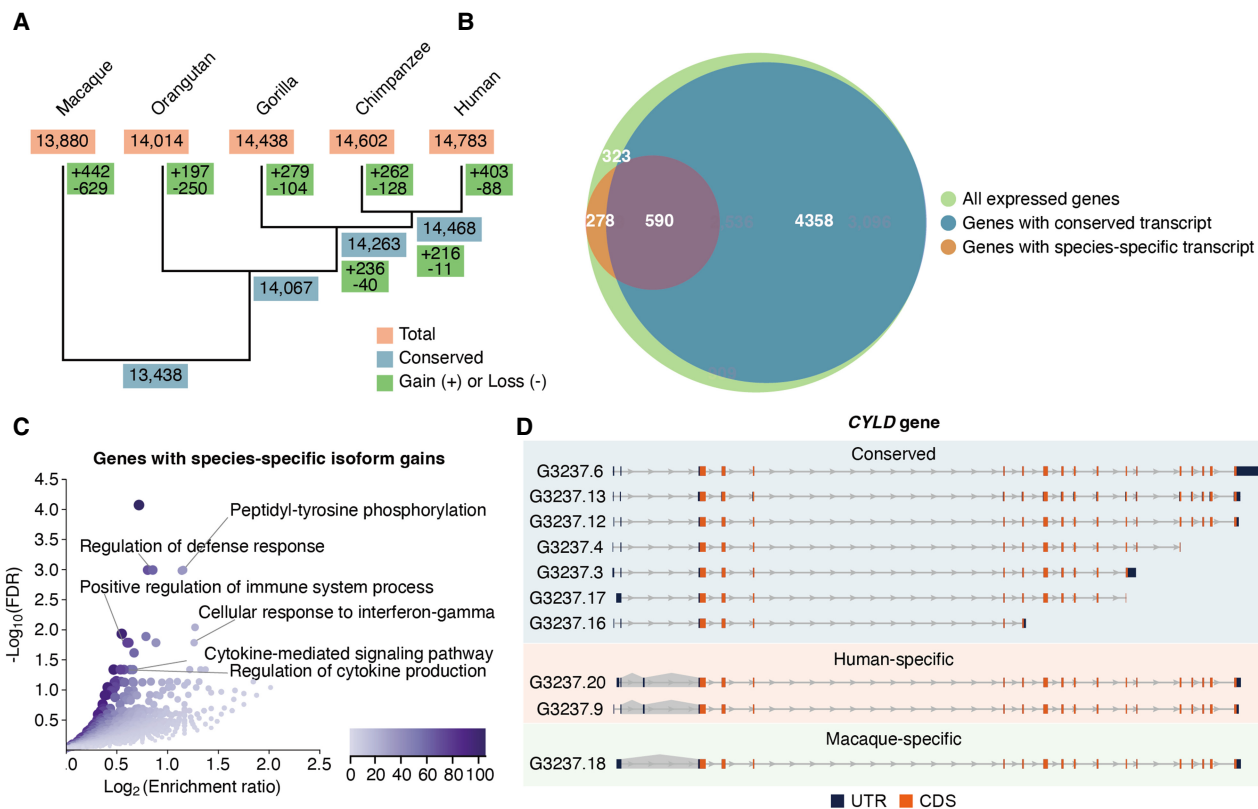 A
Macaque
Orangutan
Gorilla
Chimpanzee
Human
13,880
14,014
14,438
14,602
14,783
+442
-629
+197
-250
+279
-104
+262
-128
+403
-88
14,468
+216
-11
14,263
+236
-40
14,067
13,438
Total
Conserved
Gain (+) or Loss (-)
B
323
278
590
4358
All expressed genes
Genes with conserved transcript
Genes with species-specific transcript
C
Genes with species-specific isoform gains
-Log10(FDR)
4.5
4.0
3.5
3.0
2.5
2.0
1.5
1.0
0.5
Peptidyl-tyrosine phosphorylation
Regulation of defense response
Positive regulation of immune system process
Cellular response to interferon-gamma
Cytokine-mediated signaling pathway
Regulation of cytokine production
0 0.5 1.0 1.5 2.0 2.5
Log2(Enrichment ratio)
0 20 40 60 80 100
D
CYLD gene
Conserved
G3237.6
G3237.13
G3237.12
G3237.4
G3237.3
G3237.17
G3237.16
Human-specific
G3237.20
G3237.9
Macaque-specific
G3237.18
UTR
CDS